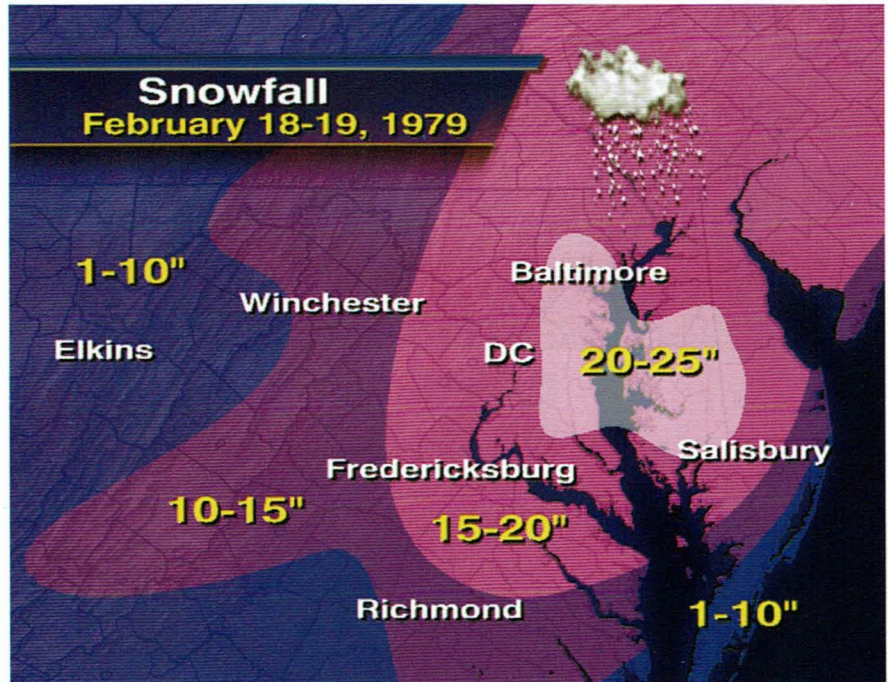 Snowfall
February 18-19, 1979
1-10"
Baltimore
Winchester
Elkins
DC
20-25"
Salisbury
Fredericksburg
10-15"
15-20"
Richmond
1-10"